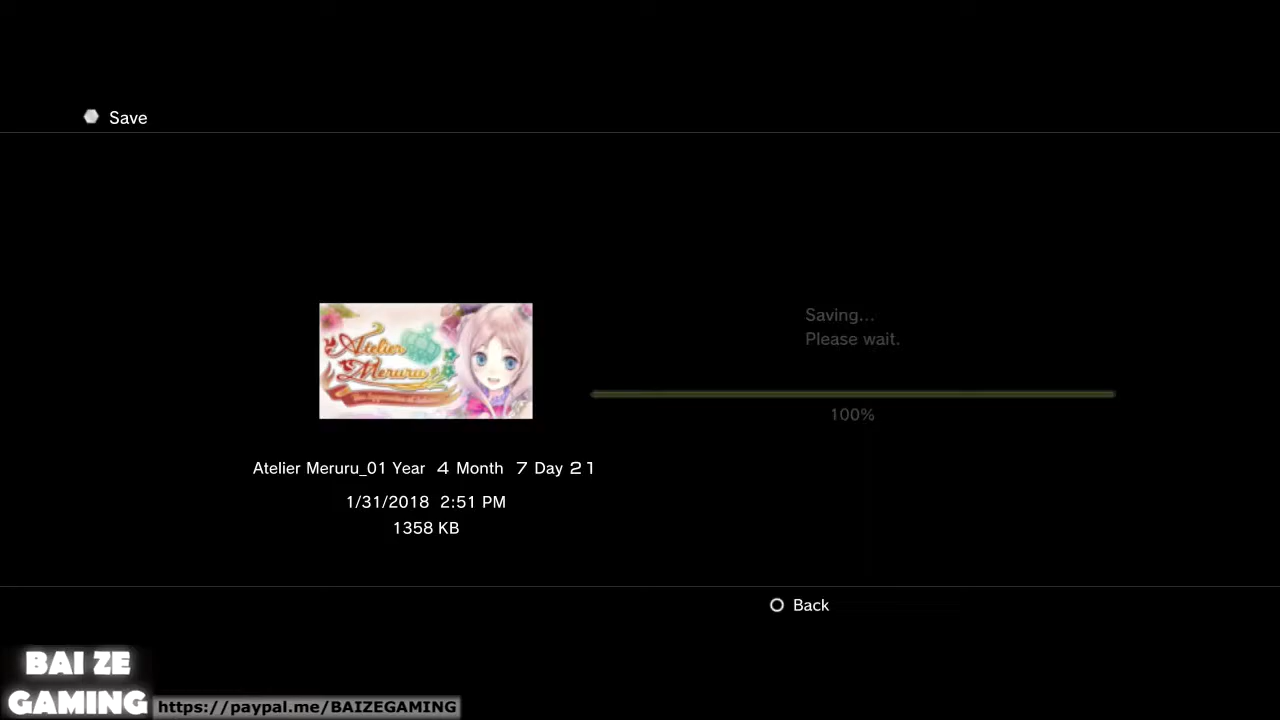 Save
Atelier
Meruru
Saving...
Please wait.
100%
Atelier Meruru_01 Year 4 Month 7 Day 21
1/31/2018 2:51 PM
1358 KB
Back
BAI ZE
GAMING
https://paypal.me/BAIZEGAMING